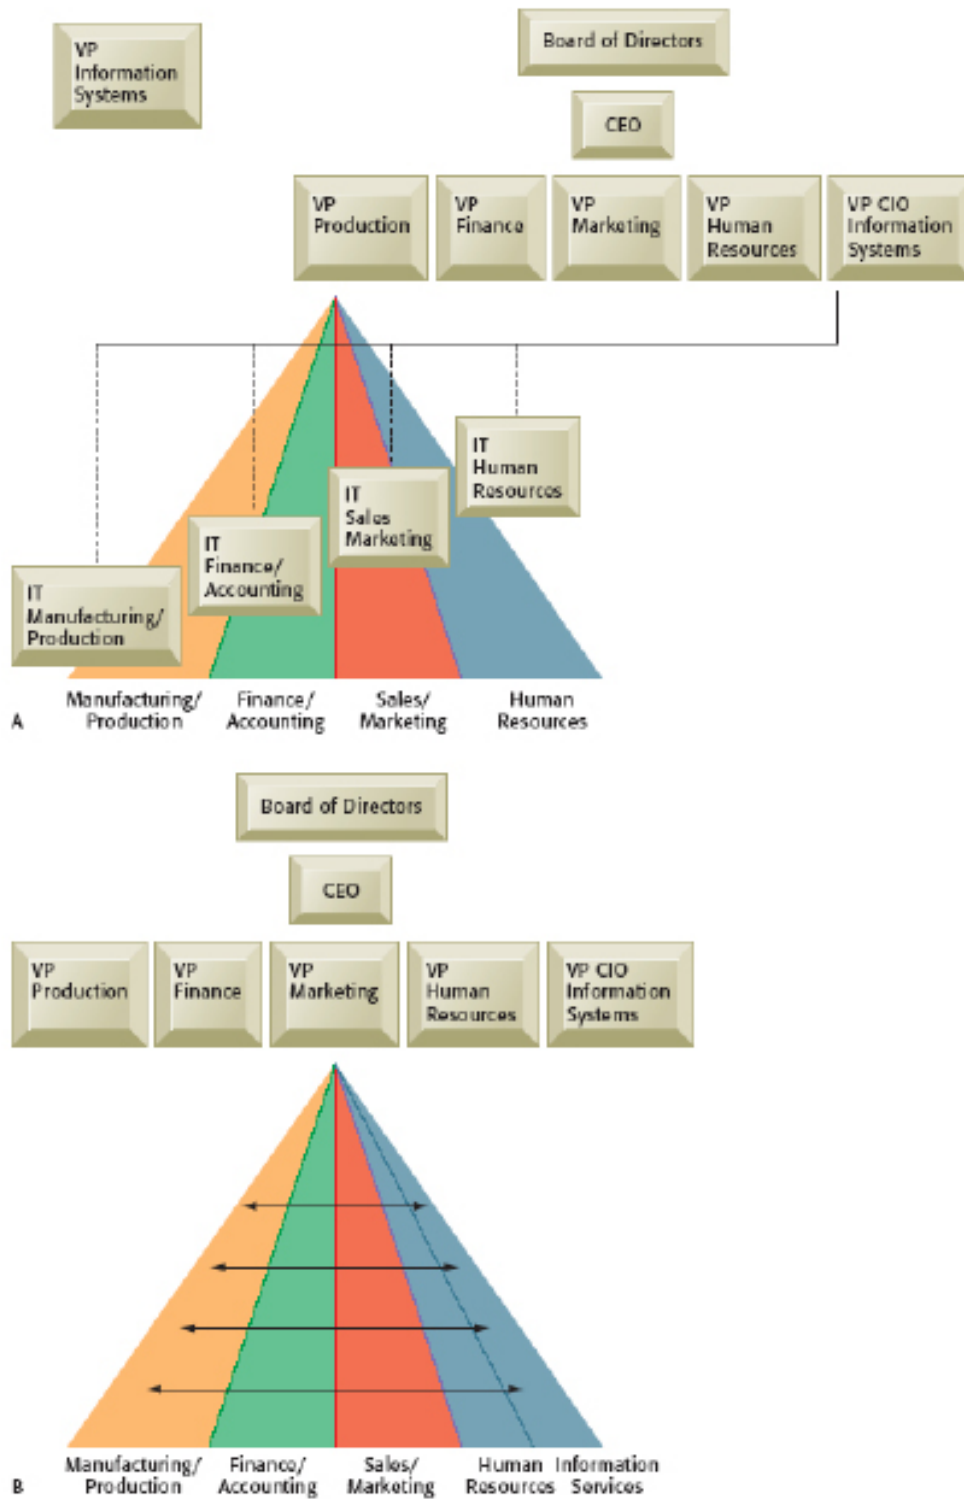 VP
Information
Systems
Board of Directors
CEO
VP
Production
VP
Finance
VP
Marketing
VP
Human
Resources
VP CIO
Information
Systems
IT
Human
Resources
IT
Sales
Marketing
IT
Finance/
Accounting
IT
Manufacturing/
Production
Manufacturing/
Production
Finance/
Accounting
Sales/
Marketing
Human
Resources
A
Board of Directors
CEO
VP
Production
VP
Finance
VP
Marketing
VP
Human
Resources
VP CIO
Information
Systems
Manufacturing/
Production
Finance/
Accounting
Sales/
Marketing
Human
Resources
Information
Services
B